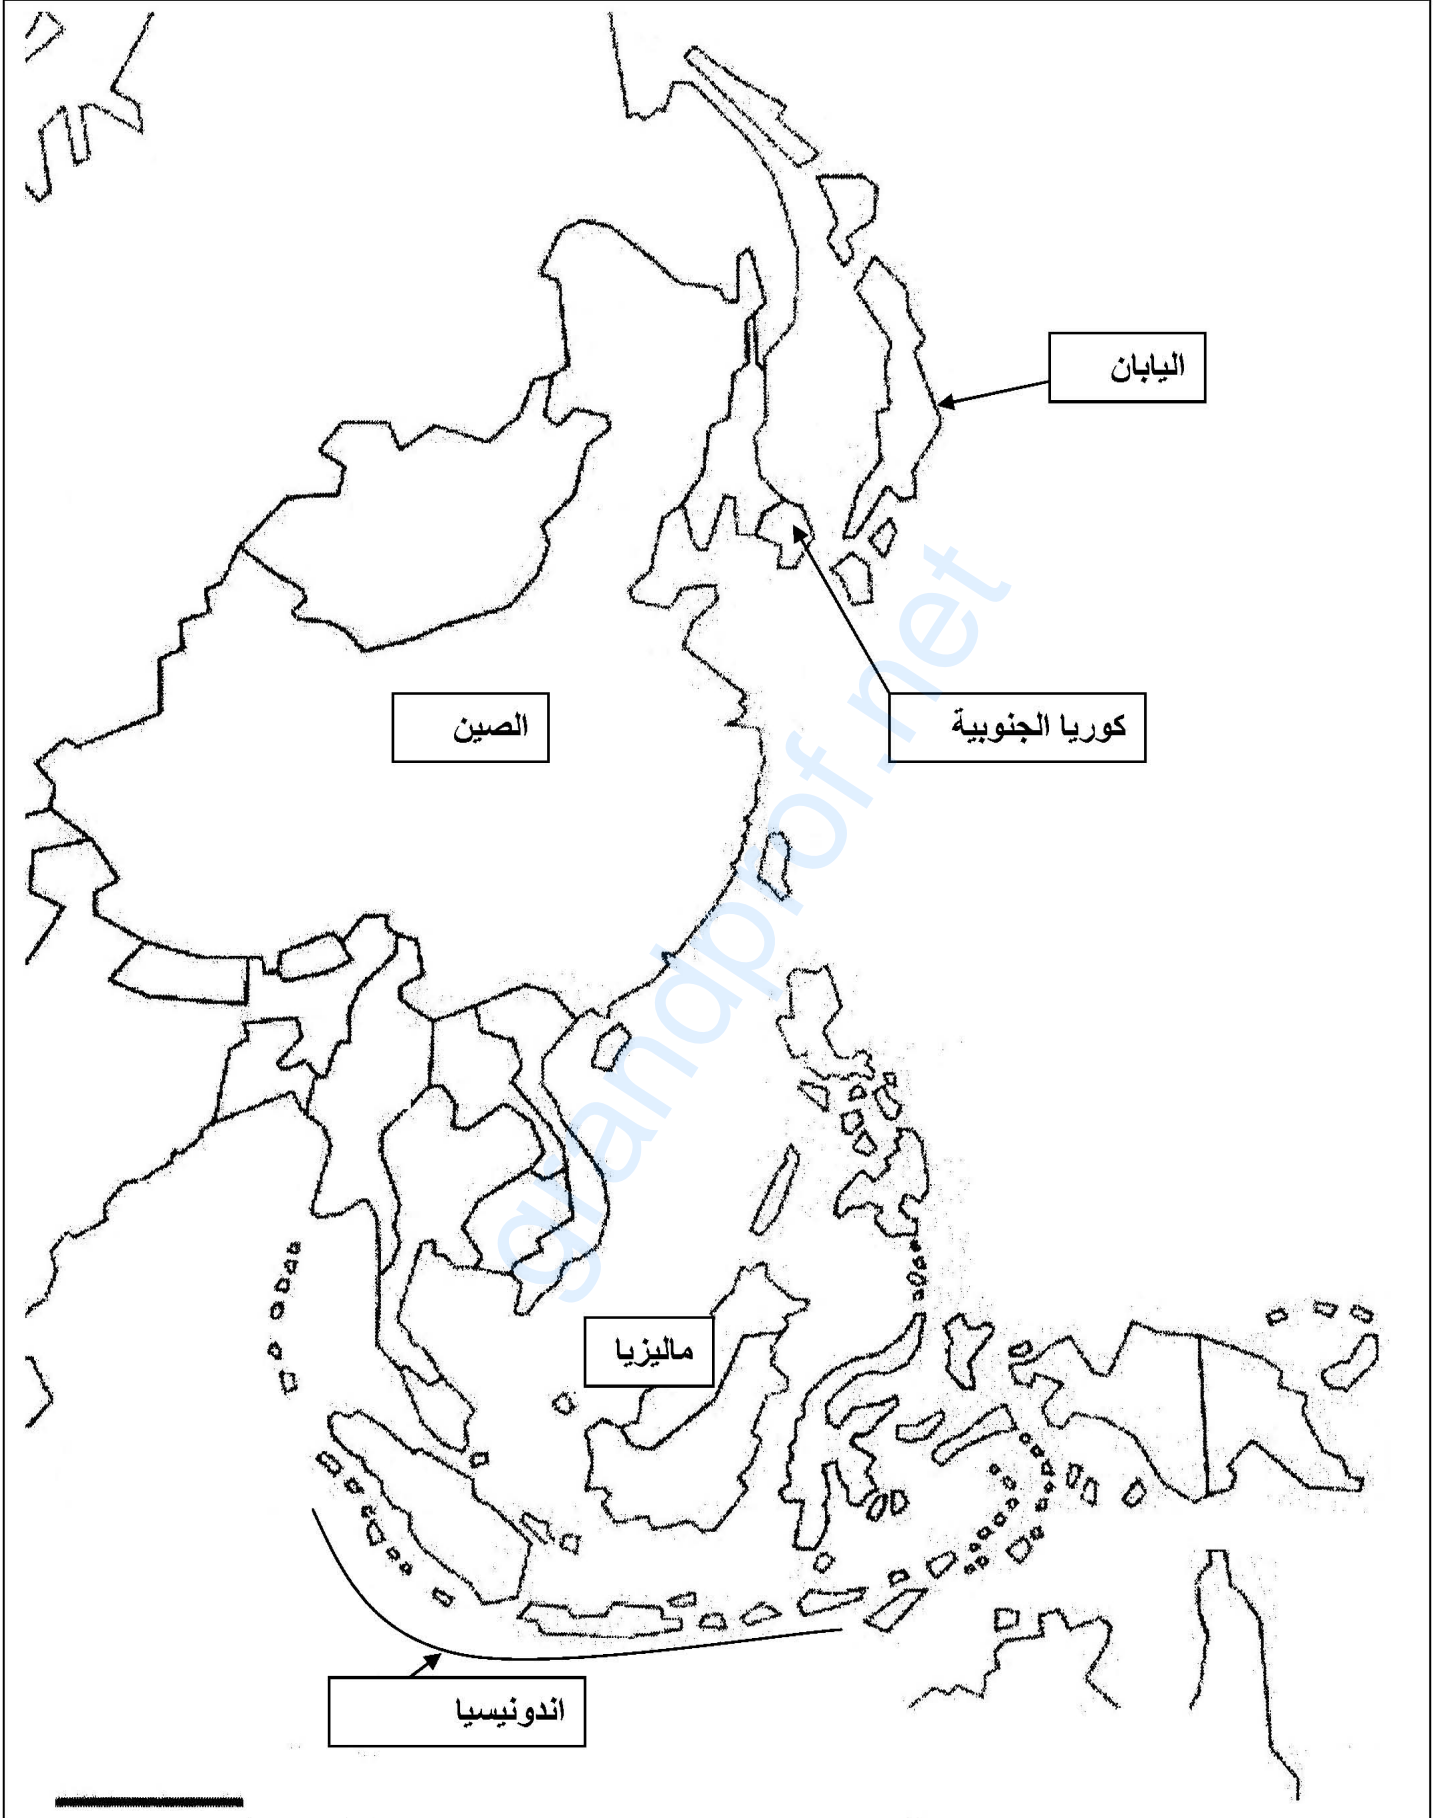 اليابان
كوريا الجنوبية
الصين
ماليزيا
اندونيسيا
grandprof.net